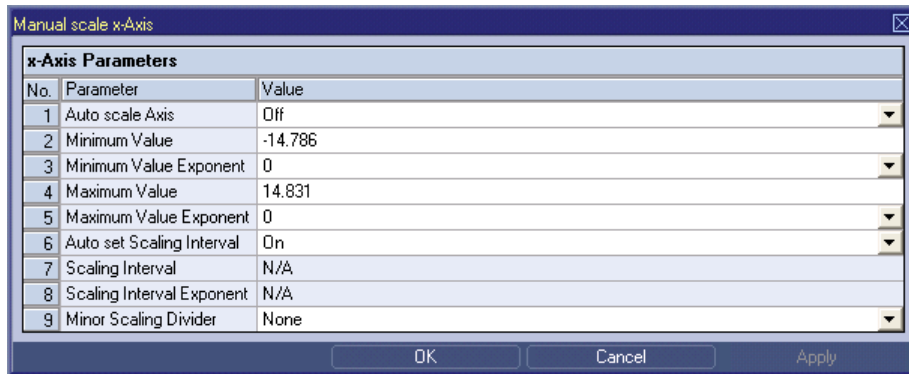 Manual scale x-Axis
x-Axis Parameters
No. Parameter Value
1 Auto scale Axis Off
2 Minimum Value -14.786
3 Minimum Value Exponent 0
4 Maximum Value 14.831
5 Maximum Value Exponent 0
6 Auto set Scaling Interval On
7 Scaling Interval N/A
8 Scaling Interval Exponent N/A
9 Minor Scaling Divider None
OK Cancel Apply